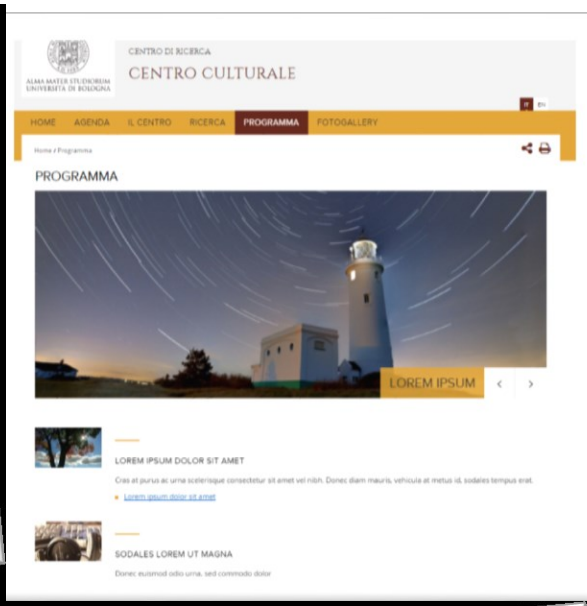 CENTRO DI RICERCA
CENTRO CULTURALE
ALMA MATER STUDIORUM
UNIVERSITÀ DI BOLOGNA
IT EN
HOME AGENDA IL CENTRO RICERCA PROGRAMMA FOTOGALLERY
Home / Programma
PROGRAMMA
LOREM IPSUM
LOREM IPSUM DOLOR SIT AMET
Cras at purus ac urna scelerisque consectetur sit amet vel nibh. Donec diam mauris, vehicula at metus id, sodales tempus erat.
Lorem ipsum dolor sit amet
SODALES LOREM UT MAGNA
Donec euismod odio urna, sed commodo dolor